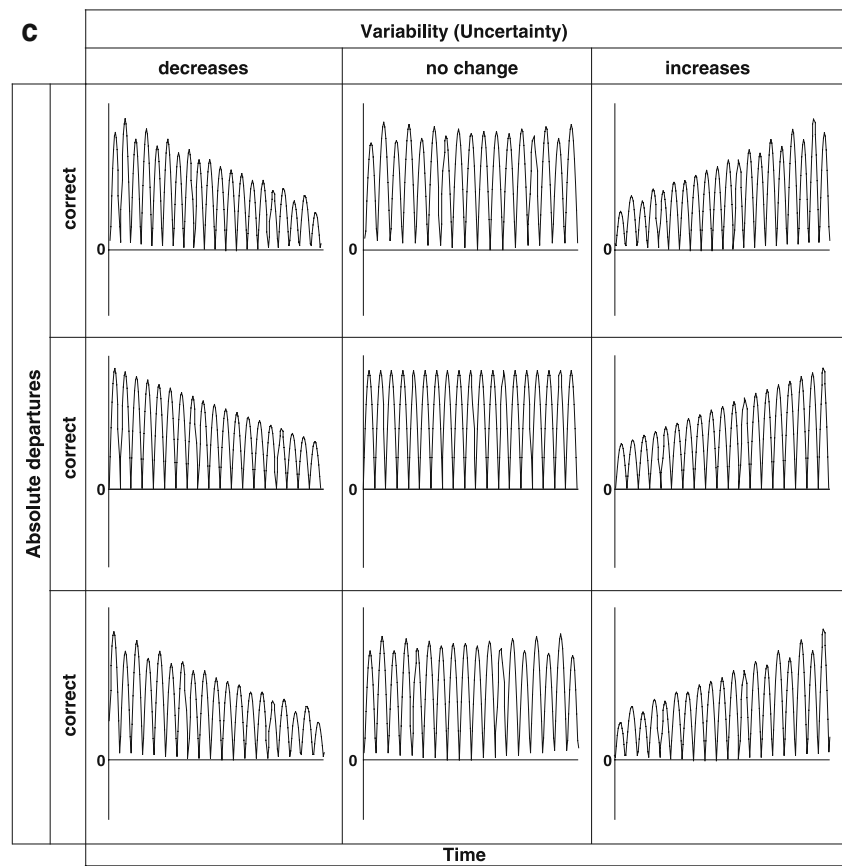 c
Variability (Uncertainty)
decreases
no change
increases
Absolute departures
correct
0
0
0
correct
0
0
0
correct
0
0
0
Time